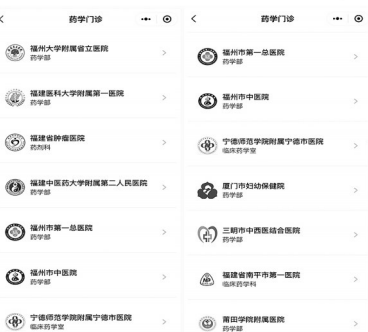 药学门诊
福州大学附属省立医院
药学部
福建医科大学附属第一医院
药学部
福建省肿瘤医院
药剂科
福建中医药大学附属第二人民医院
药学部
福州市第一总医院
药学部
福州市中医院
药学部
宁德师范学院附属宁德市医院
临床药学室
药学门诊
福州市第一总医院
药学部
福州市中医院
药学部
宁德师范学院附属宁德市医院
临床药学室
厦门市妇幼保健院
药学部
三明市中西医结合医院
药学部
福建省南平市第一医院
临床药学科
莆田学院附属医院
药学部